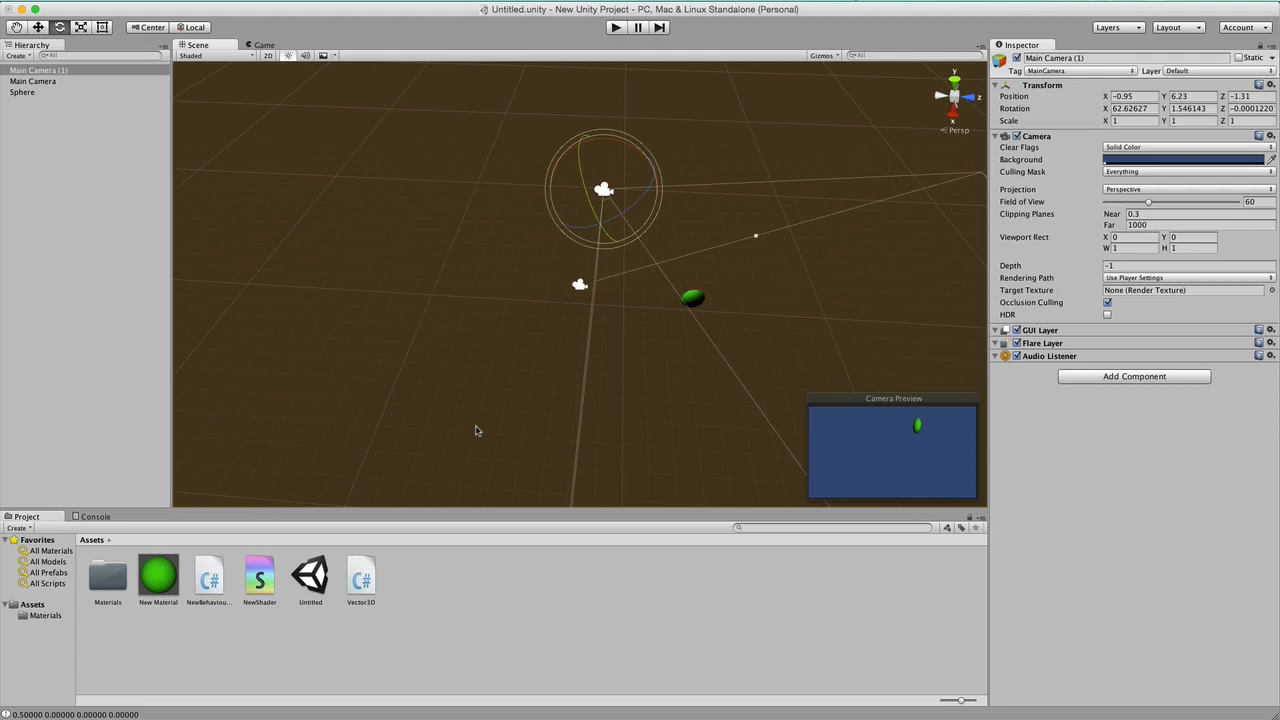 Untitled.unity - New Unity Project - PC, Mac & Linux Standalone (Personal)
Center Local Layers Layout Account
Hierarchy
Create All
Main Camera (1)
Main Camera
Sphere
Scene Game
Shaded 2D Gizmos All
y
z
x
Persp
Camera Preview
Inspector
Main Camera (1) Static
Tag MainCamera Layer Default
Transform
Position X -0.95 Y 6.23 Z -1.31
Rotation X 62.62627 Y 1.546143 Z -0.0001220
Scale X 1 Y 1 Z 1
Camera
Clear Flags Solid Color
Background
Culling Mask Everything
Projection Perspective
Field of View 60
Clipping Planes Near 0.3
Far 1000
Viewport Rect X 0 Y 0
W 1 H 1
Depth -1
Rendering Path Use Player Settings
Target Texture None (Render Texture)
Occlusion Culling
HDR
GUI Layer
Flare Layer
Audio Listener
Add Component
Project Console
Create
Favorites
All Materials
All Models
All Prefabs
All Scripts
Assets
Materials
Assets
C# S C#
Materials New Material NewBehaviou... NewShader Untitled Vector3D
0.50000 0.00000 0.00000 0.00000